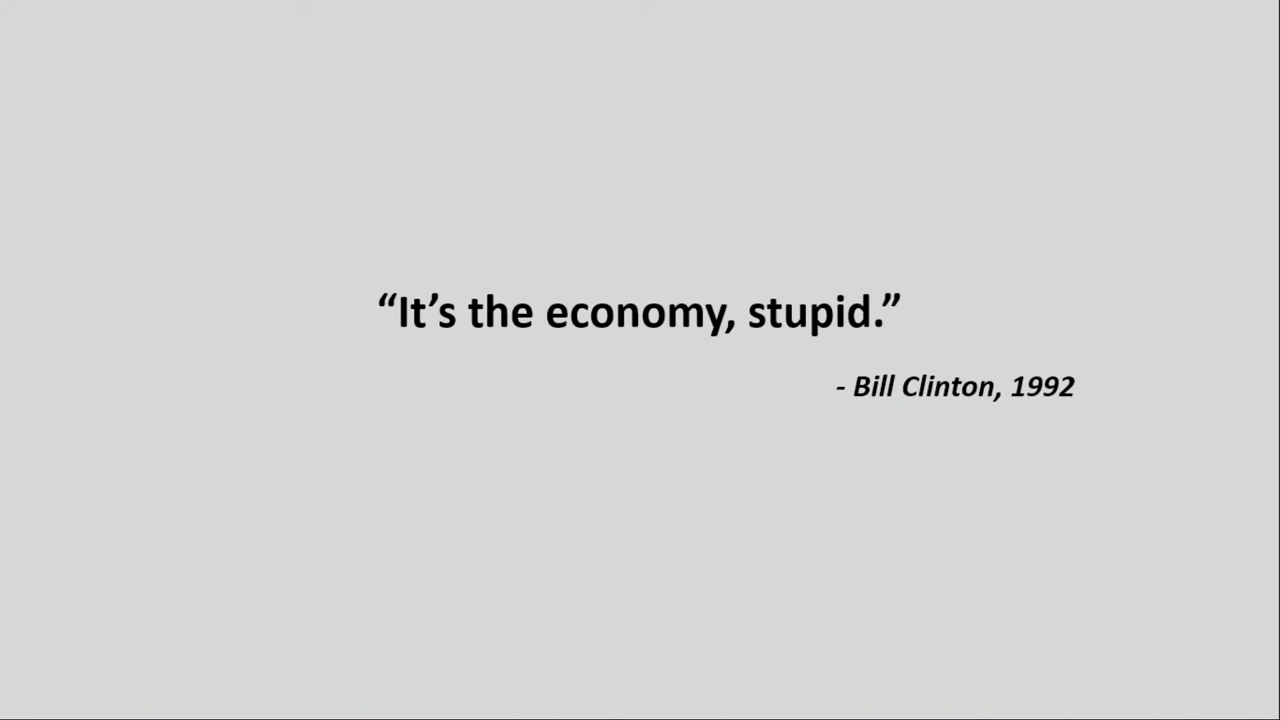 “It’s the economy, stupid.”
- Bill Clinton, 1992